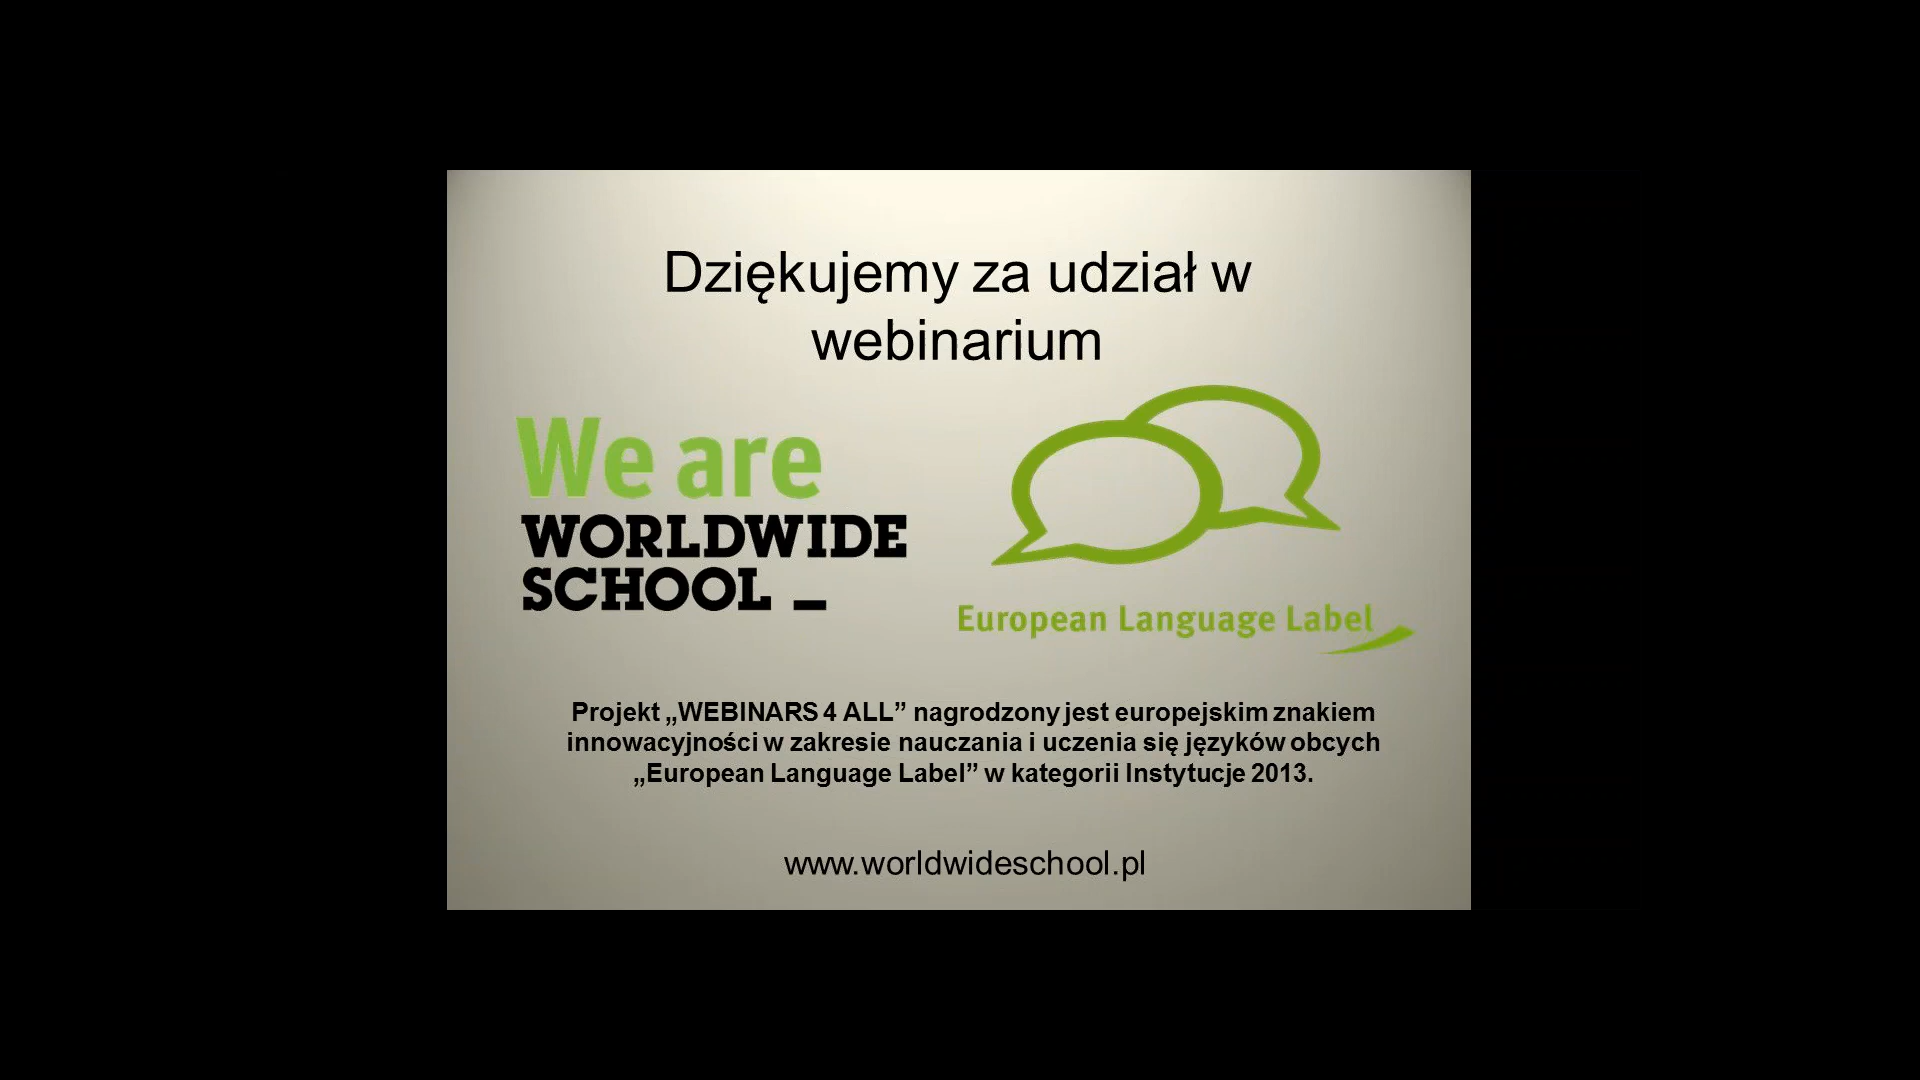 Dziękujemy za udział w
webinarium
We are
WORLDWIDE
SCHOOL _
European Language Label
Projekt „WEBINARS 4 ALL” nagrodzony jest europejskim znakiem
innowacyjności w zakresie nauczania i uczenia się języków obcych
„European Language Label” w kategorii Instytucje 2013.
www.worldwideschool.pl